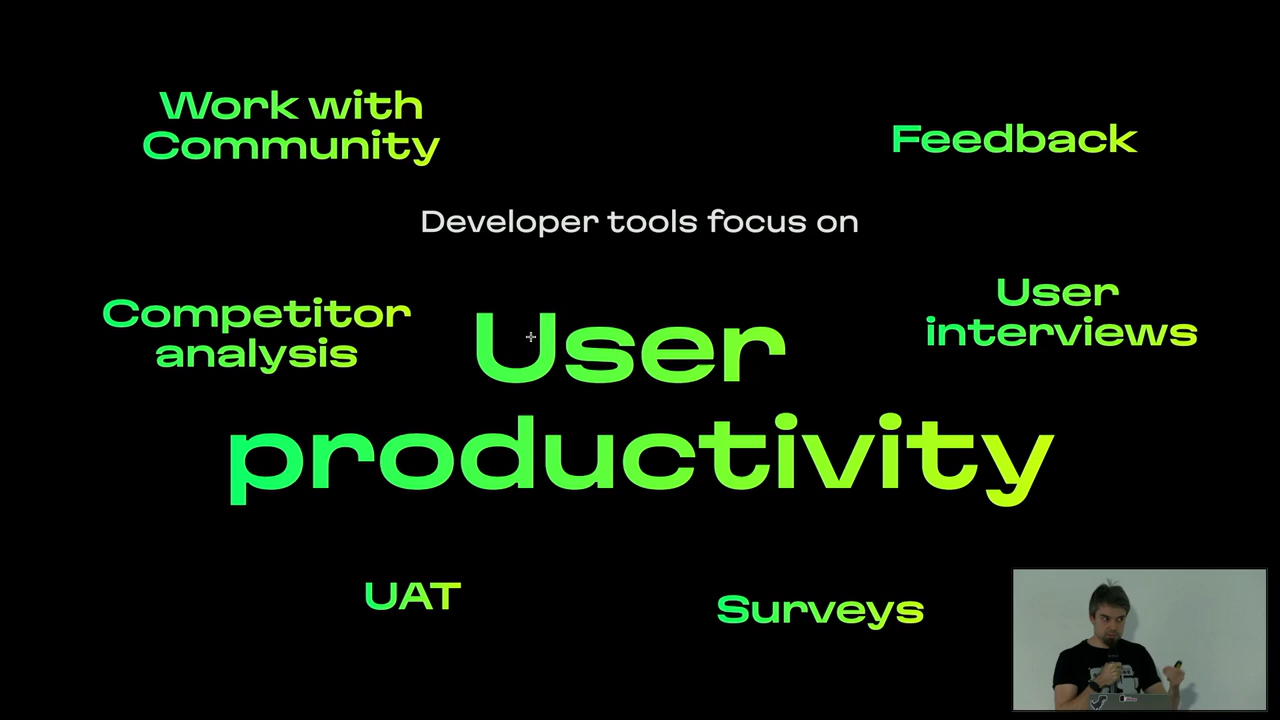 Work with
Community
Feedback
Developer tools focus on
Competitor
analysis
User
interviews
User
productivity
UAT
Surveys